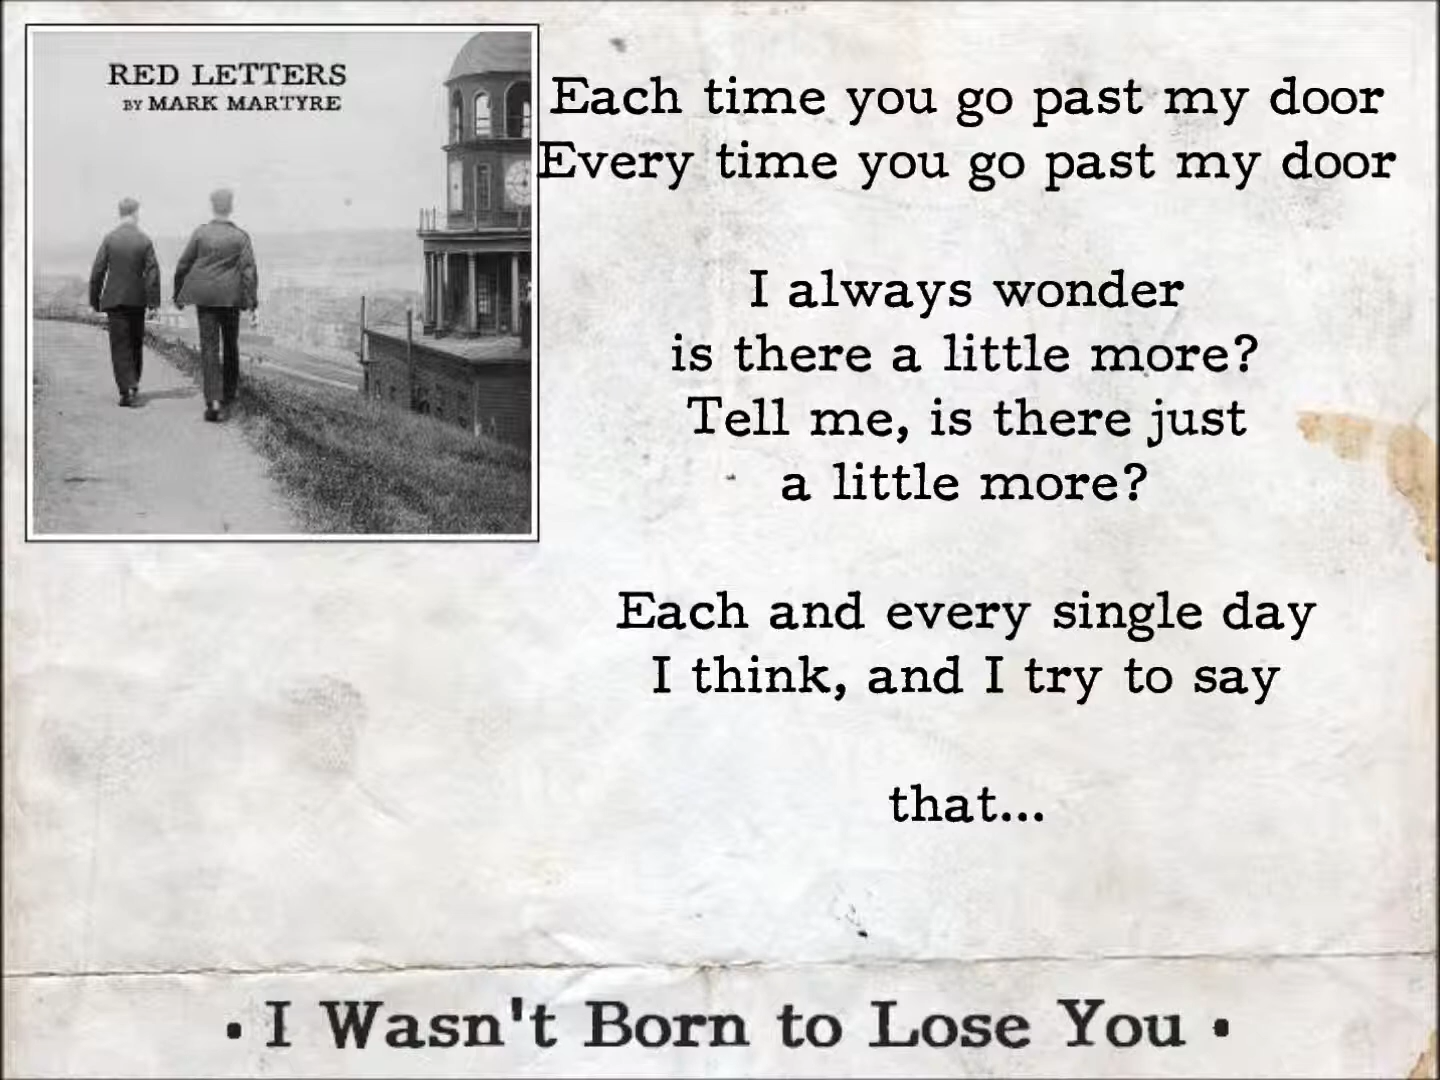 RED LETTERS
BY MARK MARTYRE
Each time you go past my door
Every time you go past my door
I always wonder
is there a little more?
Tell me, is there just
a little more?
Each and every single day
I think, and I try to say
that...
• I Wasn't Born to Lose You •